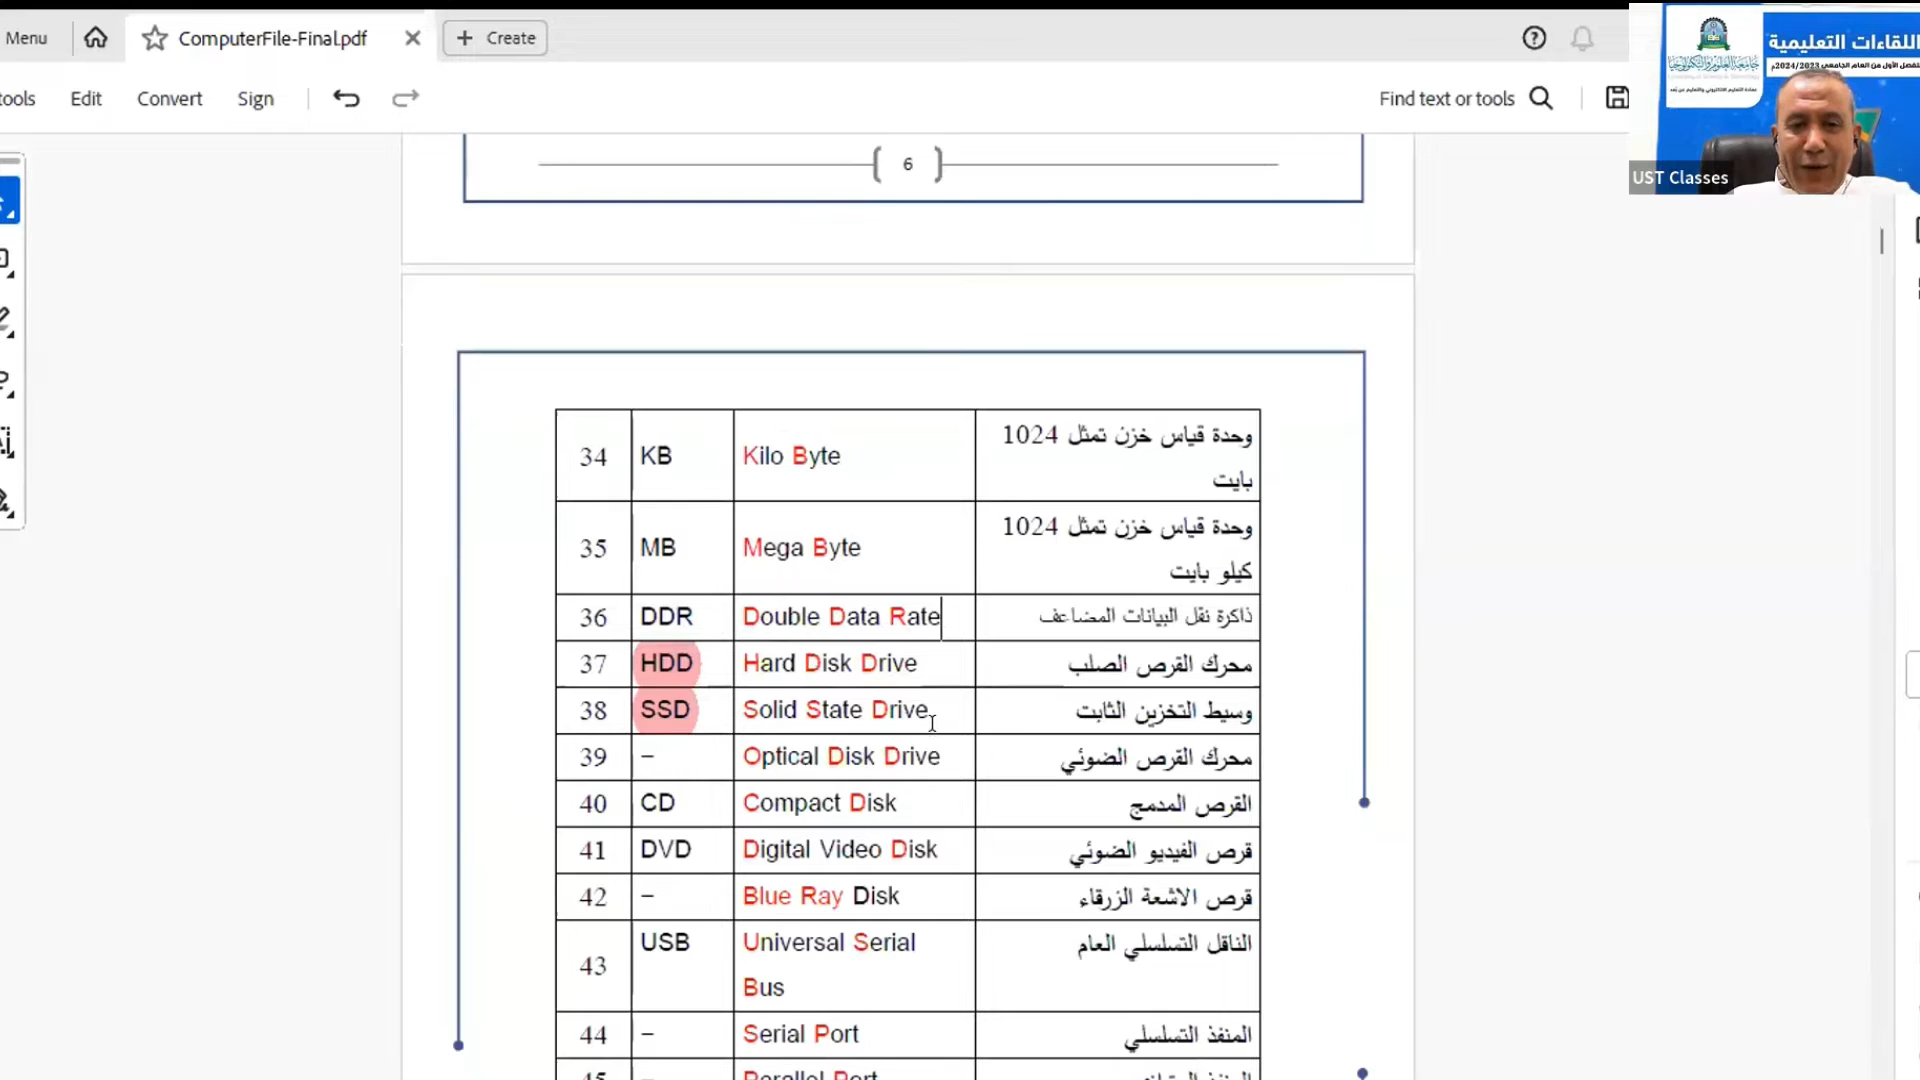 Menu
ComputerFile-Final.pdf
Create
tools
Edit
Convert
Sign
Find text or tools
اللقاءات التعليمية
UST Classes
6
34 KB Kilo Byte وحدة قياس خزن تمثل 1024
بايت
35 MB Mega Byte وحدة قياس خزن تمثل 1024
كيلو بايت
36 DDR Double Data Rate ذاكرة نقل البيانات المضاعف
37 HDD Hard Disk Drive محرك القرص الصلب
38 SSD Solid State Drive وسيط التخزين الثابت
39 – Optical Disk Drive محرك القرص الضوئي
40 CD Compact Disk القرص المدمج
41 DVD Digital Video Disk قرص الفيديو الضوئي
42 – Blue Ray Disk قرص الاشعة الزرقاء
43 USB Universal Serial الناقل التسلسلي العام
Bus
44 – Serial Port المنفذ التسلسلي
45 – Parallel Port